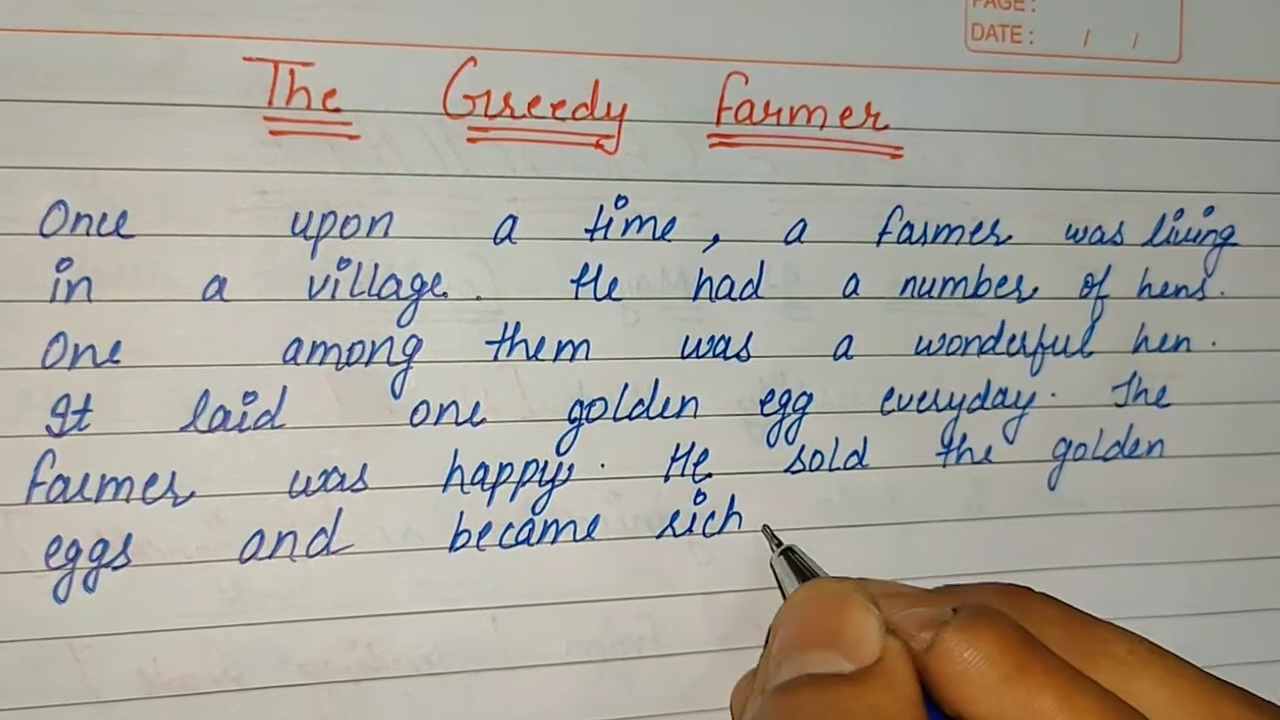 PAGE:
DATE: / /
The Greedy Farmer
Once upon a time, a farmer was living
in a village. He had a number of hens.
One among them was a wonderful hen.
It laid one golden egg everyday. The
farmer was happy. He sold the golden
eggs and became rich